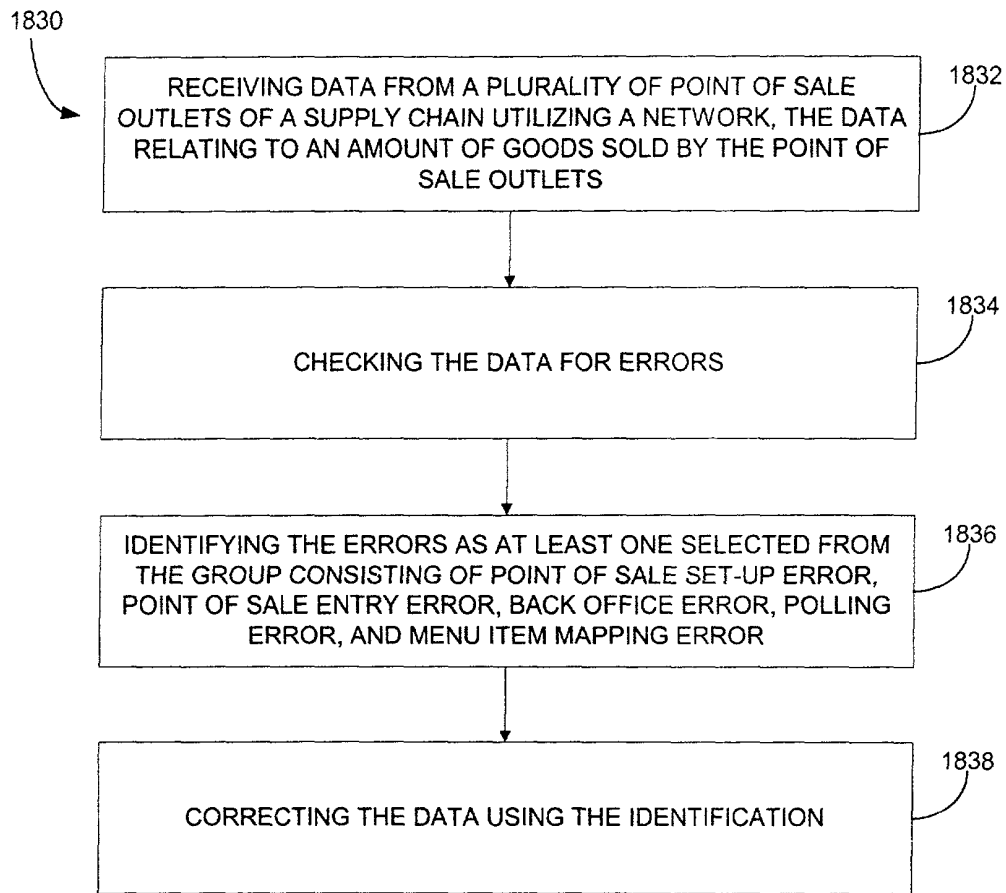 1830
RECEIVING DATA FROM A PLURALITY OF POINT OF SALE
OUTLETS OF A SUPPLY CHAIN UTILIZING A NETWORK, THE DATA
RELATING TO AN AMOUNT OF GOODS SOLD BY THE POINT OF
SALE OUTLETS
1832
CHECKING THE DATA FOR ERRORS
1834
IDENTIFYING THE ERRORS AS AT LEAST ONE SELECTED FROM
THE GROUP CONSISTING OF POINT OF SALE SET-UP ERROR,
POINT OF SALE ENTRY ERROR, BACK OFFICE ERROR, POLLING
ERROR, AND MENU ITEM MAPPING ERROR
1836
CORRECTING THE DATA USING THE IDENTIFICATION
1838